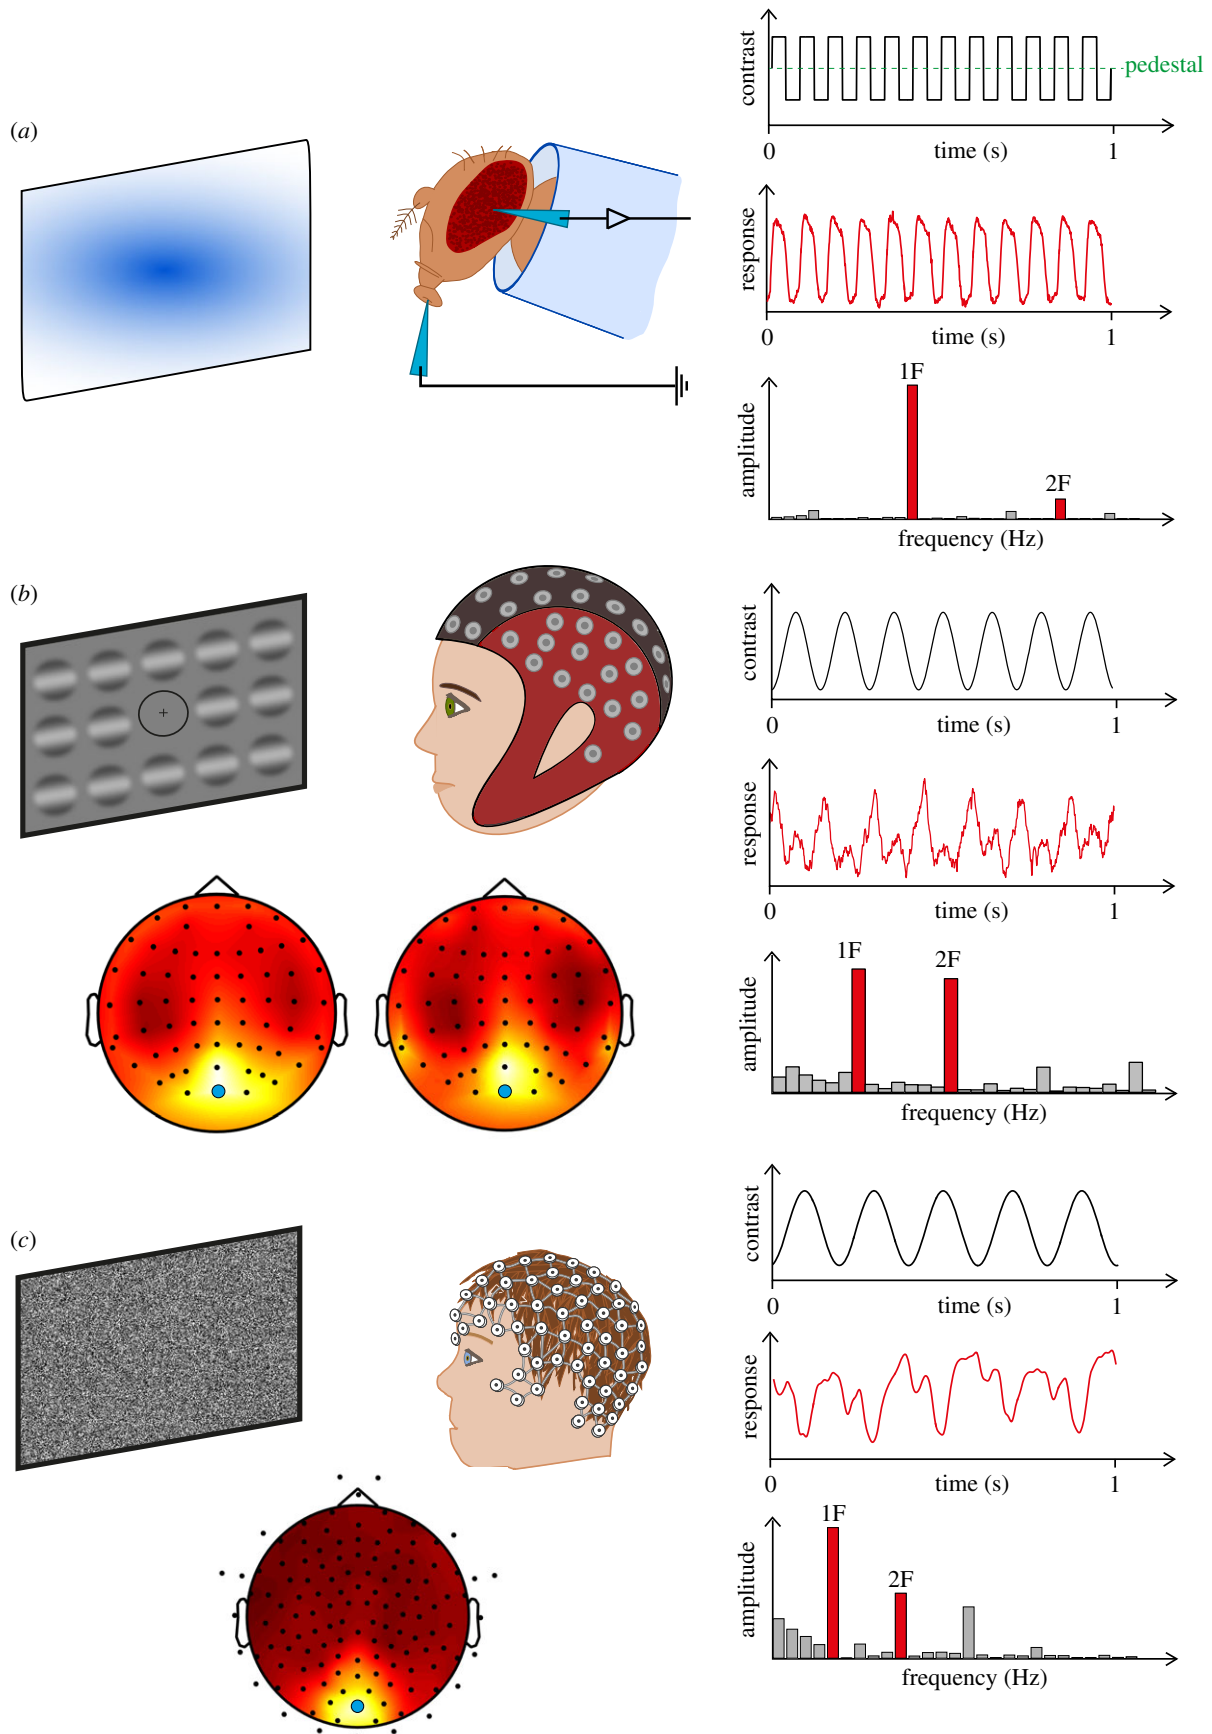 (a)
contrast
pedestal
0 time (s) 1
response
0 time (s) 1
amplitude
1F
2F
frequency (Hz)
(b)
contrast
0 time (s) 1
response
0 time (s) 1
amplitude
1F 2F
frequency (Hz)
(c)
contrast
0 time (s) 1
response
0 time (s) 1
amplitude
1F
2F
frequency (Hz)